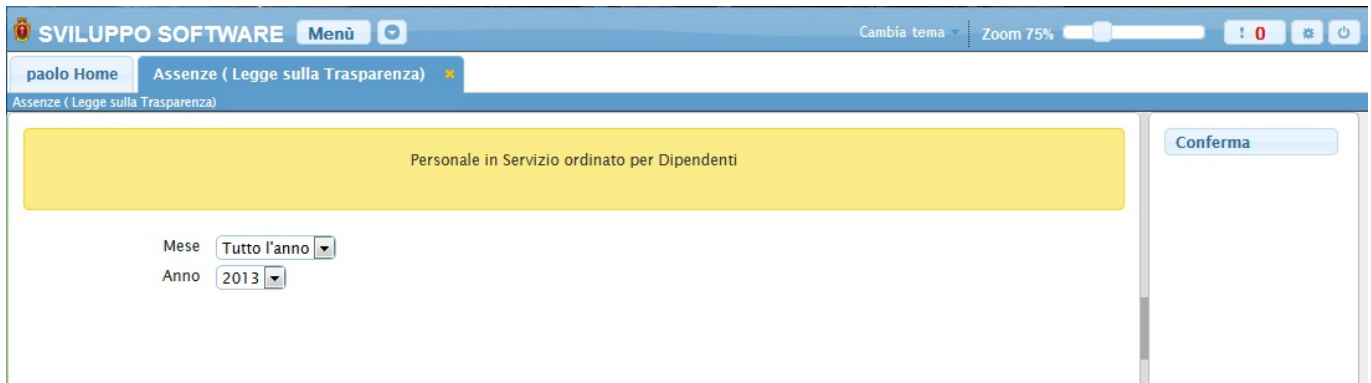 SVILUPPO SOFTWARE Menù Cambia tema Zoom 75% ! 0
paolo Home Assenze ( Legge sulla Trasparenza)
Assenze ( Legge sulla Trasparenza)
Personale in Servizio ordinato per Dipendenti
Conferma
Mese Tutto l'anno
Anno 2013